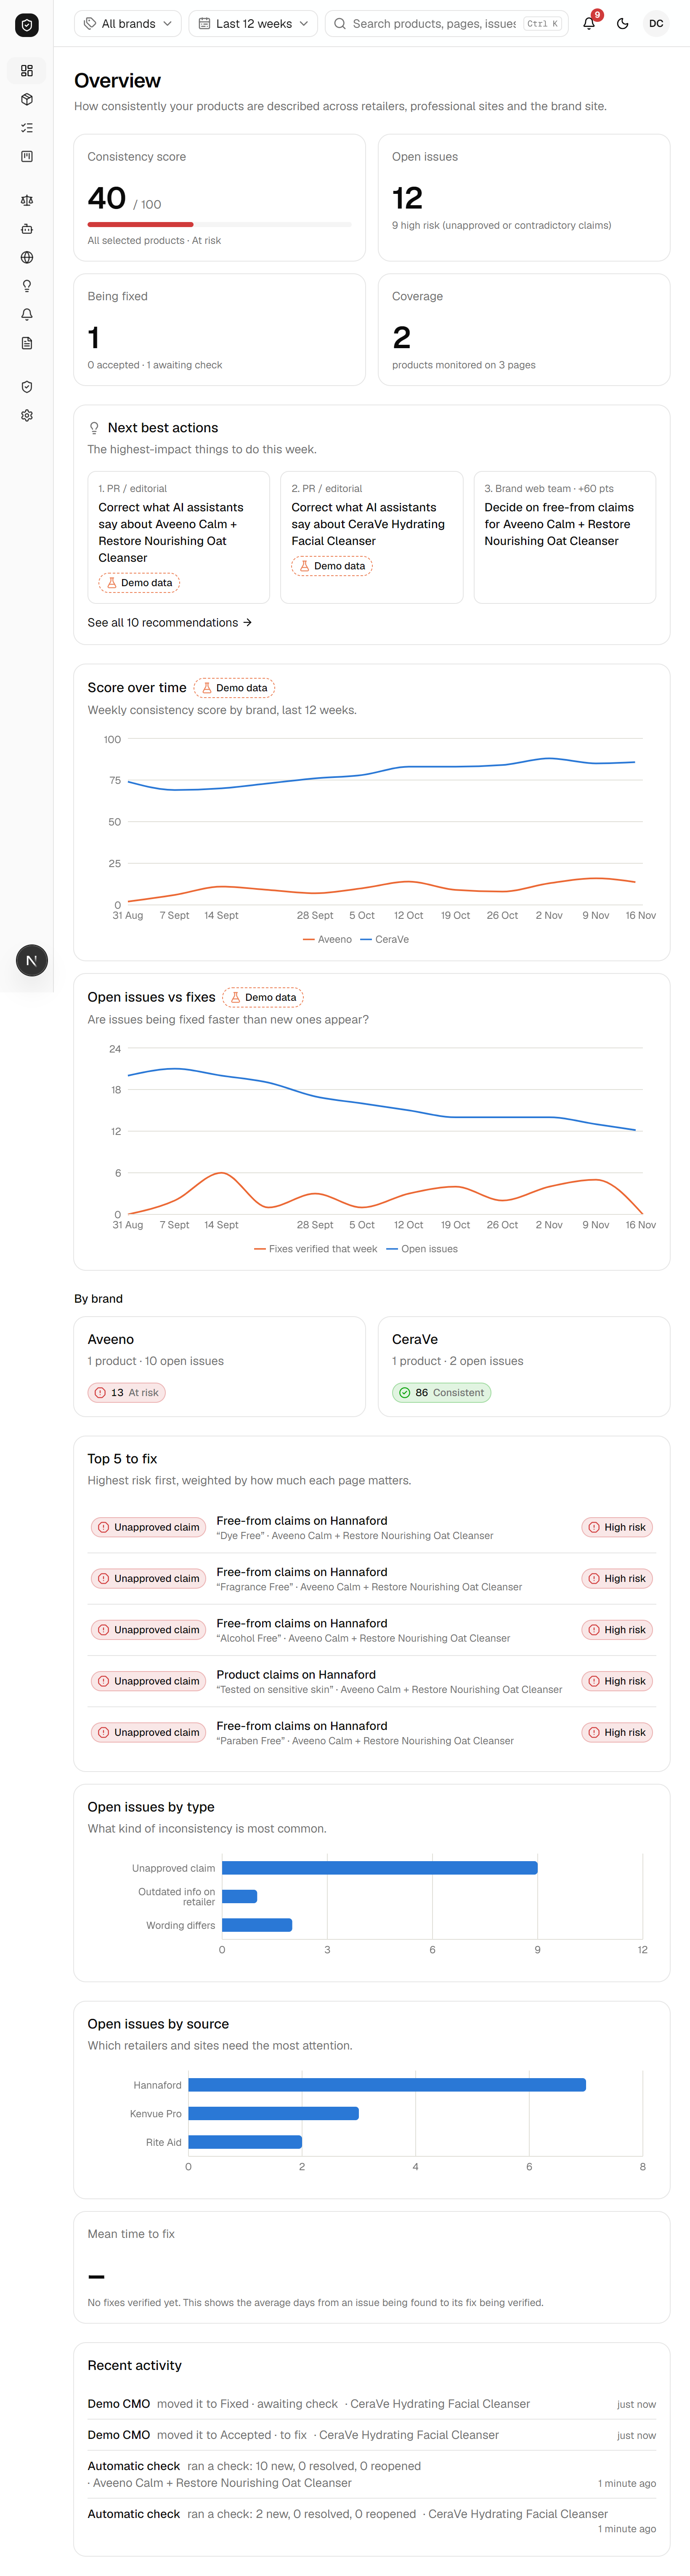 All brands
Last 12 weeks
Search products, pages, issues
Ctrl K
9
DC
Overview
How consistently your products are described across retailers, professional sites and the brand site.
Consistency score
40 / 100
All selected products · At risk
Open issues
12
9 high risk (unapproved or contradictory claims)
Being fixed
1
0 accepted · 1 awaiting check
Coverage
2
products monitored on 3 pages
Next best actions
The highest-impact things to do this week.
1. PR / editorial
Correct what AI assistants
say about Aveeno Calm +
Restore Nourishing Oat
Cleanser
Demo data
2. PR / editorial
Correct what AI assistants
say about CeraVe Hydrating
Facial Cleanser
Demo data
3. Brand web team · +60 pts
Decide on free-from claims
for Aveeno Calm + Restore
Nourishing Oat Cleanser
See all 10 recommendations →
Score over time
Demo data
Weekly consistency score by brand, last 12 weeks.
100
75
50
25
0
31 Aug 7 Sept 14 Sept 28 Sept 5 Oct 12 Oct 19 Oct 26 Oct 2 Nov 9 Nov 16 Nov
Aveeno CeraVe
N
Open issues vs fixes
Demo data
Are issues being fixed faster than new ones appear?
24
18
12
6
0
31 Aug 7 Sept 14 Sept 28 Sept 5 Oct 12 Oct 19 Oct 26 Oct 2 Nov 9 Nov 16 Nov
Fixes verified that week Open issues
By brand
Aveeno
1 product · 10 open issues
13 At risk
CeraVe
1 product · 2 open issues
86 Consistent
Top 5 to fix
Highest risk first, weighted by how much each page matters.
Unapproved claim
Free-from claims on Hannaford
“Dye Free” · Aveeno Calm + Restore Nourishing Oat Cleanser
High risk
Unapproved claim
Free-from claims on Hannaford
“Fragrance Free” · Aveeno Calm + Restore Nourishing Oat Cleanser
High risk
Unapproved claim
Free-from claims on Hannaford
“Alcohol Free” · Aveeno Calm + Restore Nourishing Oat Cleanser
High risk
Unapproved claim
Product claims on Hannaford
“Tested on sensitive skin” · Aveeno Calm + Restore Nourishing Oat Cleanser
High risk
Unapproved claim
Free-from claims on Hannaford
“Paraben Free” · Aveeno Calm + Restore Nourishing Oat Cleanser
High risk
Open issues by type
What kind of inconsistency is most common.
Unapproved claim
Outdated info on
retailer
Wording differs
0 3 6 9 12
Open issues by source
Which retailers and sites need the most attention.
Hannaford
Kenvue Pro
Rite Aid
0 2 4 6 8
Mean time to fix
–
No fixes verified yet. This shows the average days from an issue being found to its fix being verified.
Recent activity
Demo CMO moved it to Fixed · awaiting check · CeraVe Hydrating Facial Cleanser
just now
Demo CMO moved it to Accepted · to fix · CeraVe Hydrating Facial Cleanser
just now
Automatic check ran a check: 10 new, 0 resolved, 0 reopened
· Aveeno Calm + Restore Nourishing Oat Cleanser
1 minute ago
Automatic check ran a check: 2 new, 0 resolved, 0 reopened · CeraVe Hydrating Facial Cleanser
1 minute ago